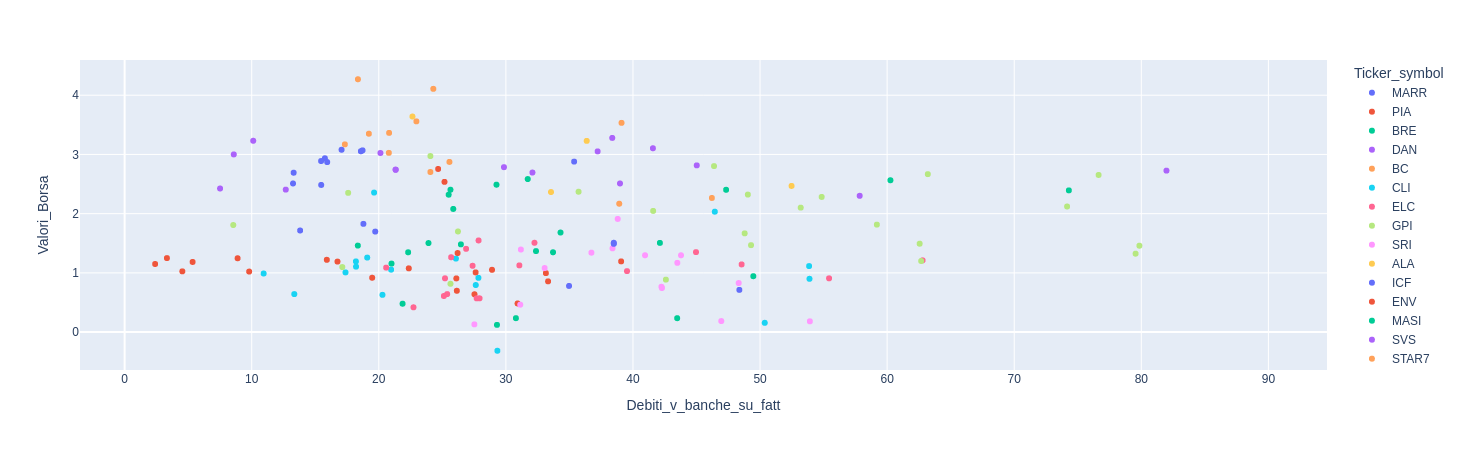 Ticker_symbol
MARR
PIA
BRE
DAN
BC
CLI
ELC
GPI
SRI
ALA
ICF
ENV
MASI
SVS
STAR7
Valori_Borsa
4
3
2
1
0
0 10 20 30 40 50 60 70 80 90
Debiti_v_banche_su_fatt